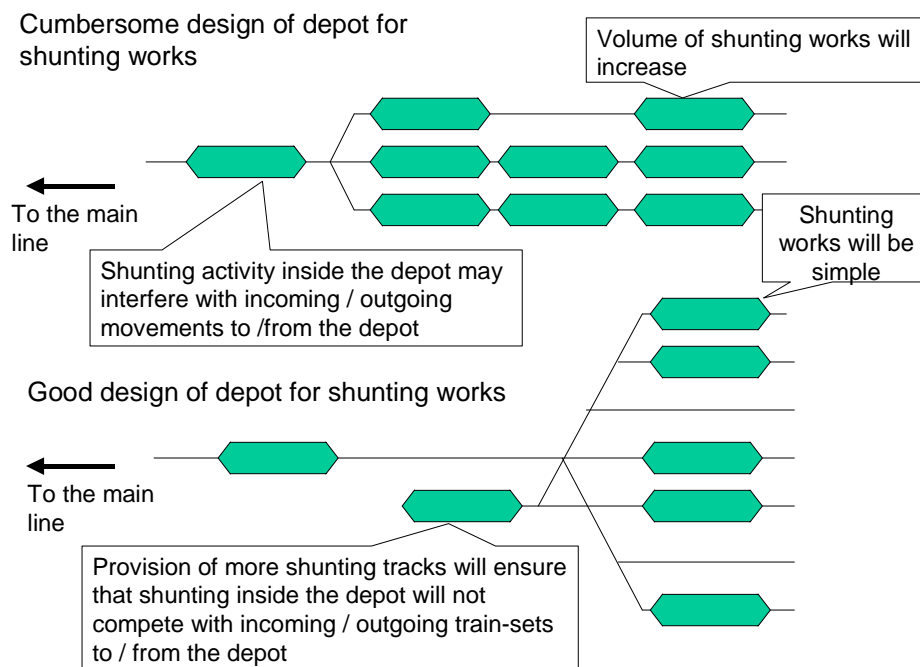 Cumbersome design of depot for
shunting works
Volume of shunting works will
increase
To the main
line
Shunting activity inside the depot may
interfere with incoming / outgoing
movements to /from the depot
Shunting
works will be
simple
Good design of depot for shunting works
To the main
line
Provision of more shunting tracks will ensure
that shunting inside the depot will not
compete with incoming / outgoing train-sets
to / from the depot